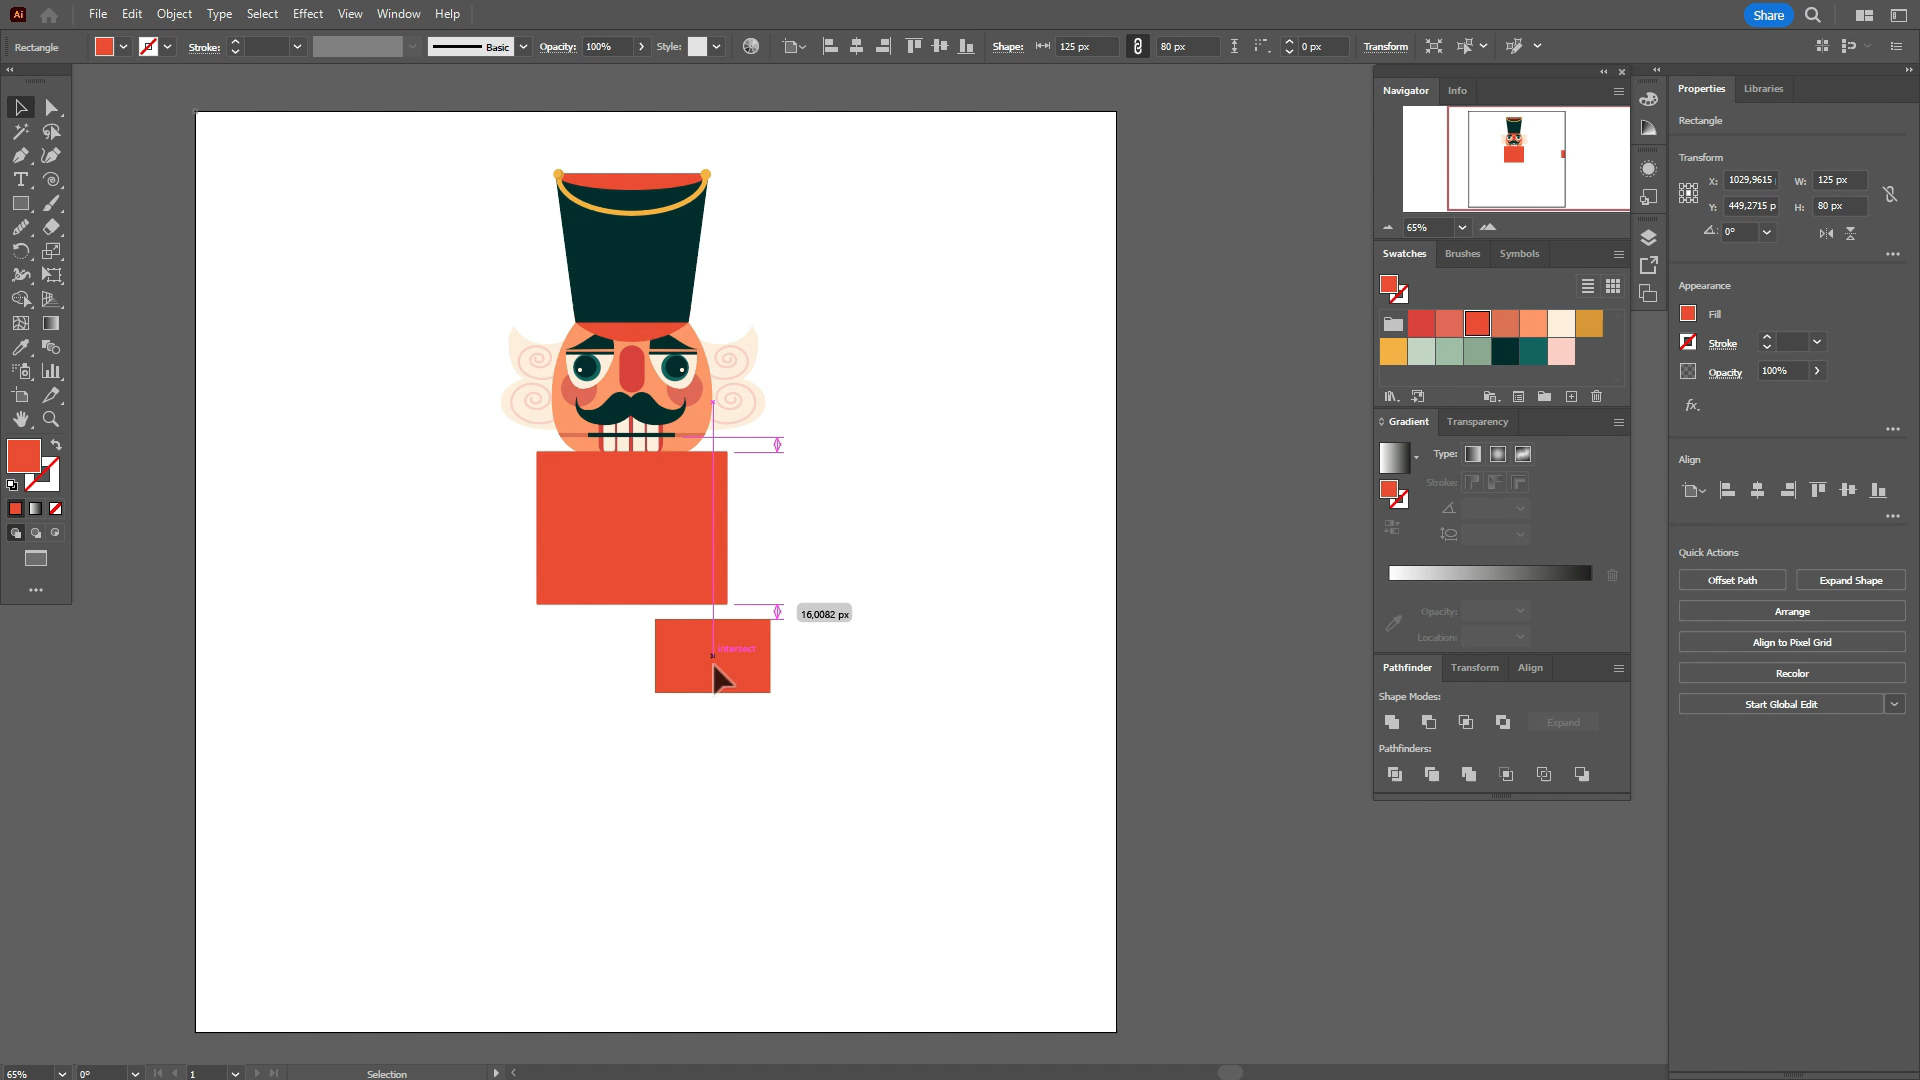 Ai File Edit Object Type Select Effect View Window Help Share
Rectangle Stroke: Basic Opacity: 100% Style: Shape: 125 px 80 px 0 px Transform
Navigator Info
65%
Swatches Brushes Symbols
Gradient Transparency
Type:
Stroke:
Opacity:
Location:
Pathfinder Transform Align
Shape Modes:
Expand
Pathfinders:
Properties Libraries
Rectangle
Transform
X: 1029,9615 W: 125 px
Y: 449,2715 p H: 80 px
0°
Appearance
Fill
Stroke
Opacity 100%
fx.
Align
Quick Actions
Offset Path Expand Shape
Arrange
Align to Pixel Grid
Recolor
Start Global Edit
16,0082 px
intersect
65% 0° 1 Selection